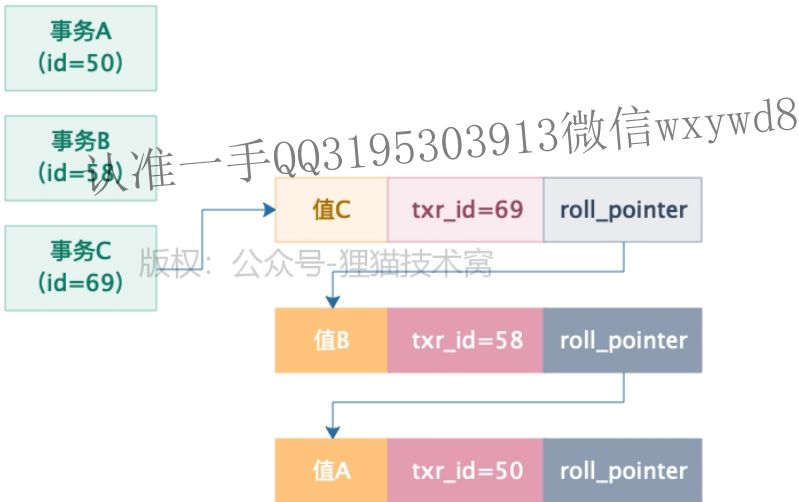 事务A
(id=50)
事务B
(id=58)
认准一手QQ3195303913微信wxywd8
值C txr_id=69 roll_pointer
事务C
(id=69)
版权：公众号-狸猫技术窝
值B txr_id=58 roll_pointer
值A txr_id=50 roll_pointer